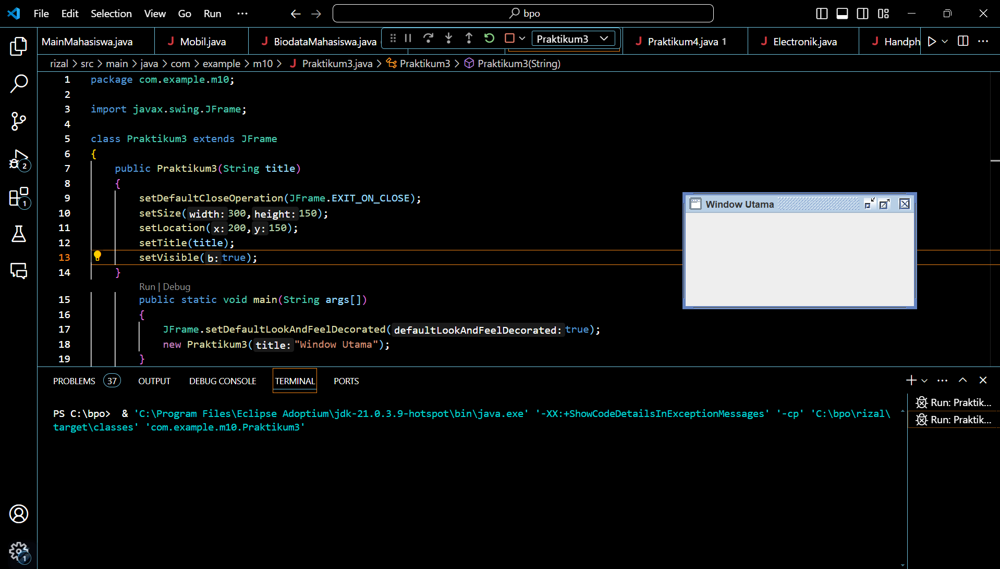 File Edit Selection View Go Run ··· bpo
MainMahasiswa.java Mobil.java BiodataMahasiswa.java Praktikum3 Praktikum4.java 1 Electronik.java Handph
rizal > src > main > java > com > example > m10 > Praktikum3.java > Praktikum3 > Praktikum3(String)
1 package com.example.m10;
2
3 import javax.swing.JFrame;
4
5 class Praktikum3 extends JFrame
6 {
7 public Praktikum3(String title)
8 {
9 setDefaultCloseOperation(JFrame.EXIT_ON_CLOSE);
10 setSize(width:300,height:150);
11 setLocation(x:200,y:150);
12 setTitle(title);
13 setVisible(b:true);
14 }
Run | Debug
15 public static void main(String args[])
16 {
17 JFrame.setDefaultLookAndFeelDecorated(defaultLookAndFeelDecorated:true);
18 new Praktikum3(title:"Window Utama");
19 }
Window Utama
2
1
1
PROBLEMS 37 OUTPUT DEBUG CONSOLE TERMINAL PORTS
PS C:\bpo> & 'C:\Program Files\Eclipse Adoptium\jdk-21.0.3.9-hotspot\bin\java.exe' '-XX:+ShowCodeDetailsInExceptionMessages' '-cp' 'C:\bpo\rizal\
target\classes' 'com.example.m10.Praktikum3'
Run: Praktik...
Run: Praktik...